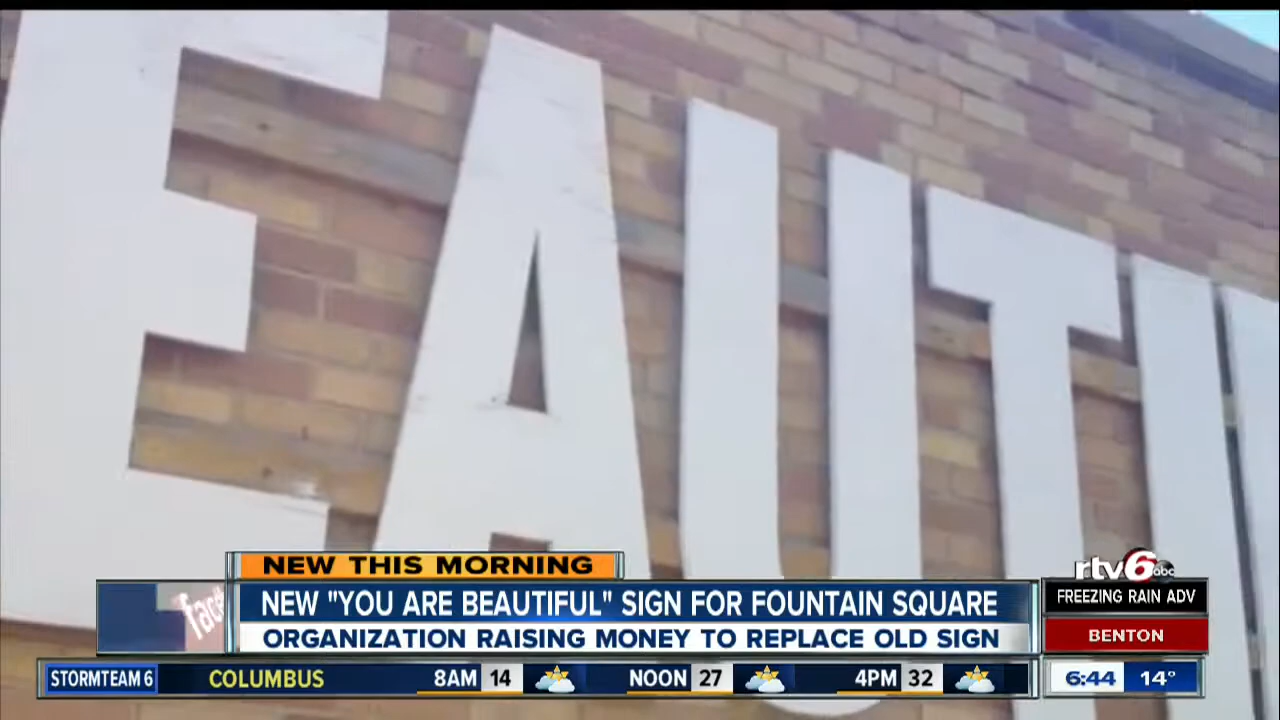 EAUTI
NEW THIS MORNING
NEW "YOU ARE BEAUTIFUL" SIGN FOR FOUNTAIN SQUARE
ORGANIZATION RAISING MONEY TO REPLACE OLD SIGN
face
rtv6 abc
FREEZING RAIN ADV
BENTON
STORMTEAM 6 COLUMBUS 8AM 14 NOON 27 4PM 32
6:44 14°